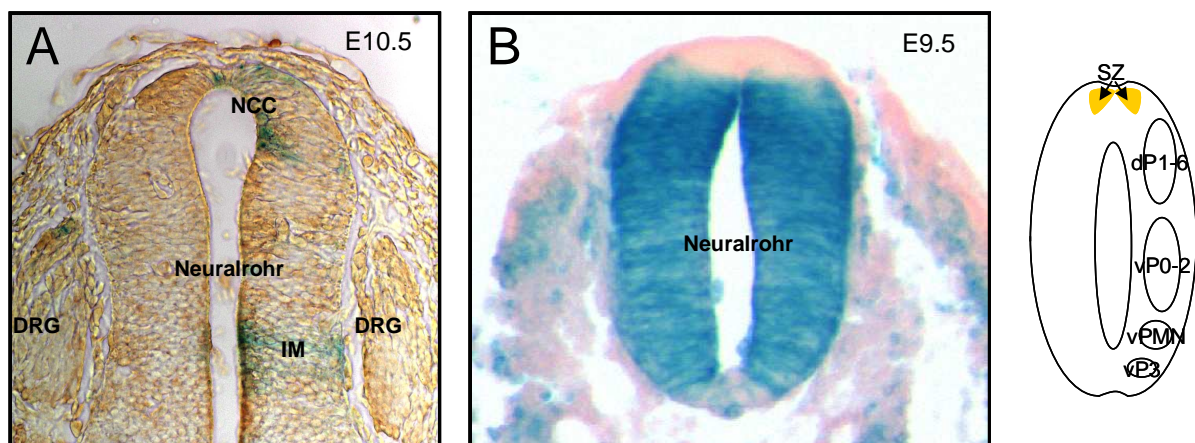 A
E10.5
NCC
Neuralrohr
DRG
DRG
IM
B
E9.5
Neuralrohr
SZ
dP1-6
vP0-2
vPMN
vP3